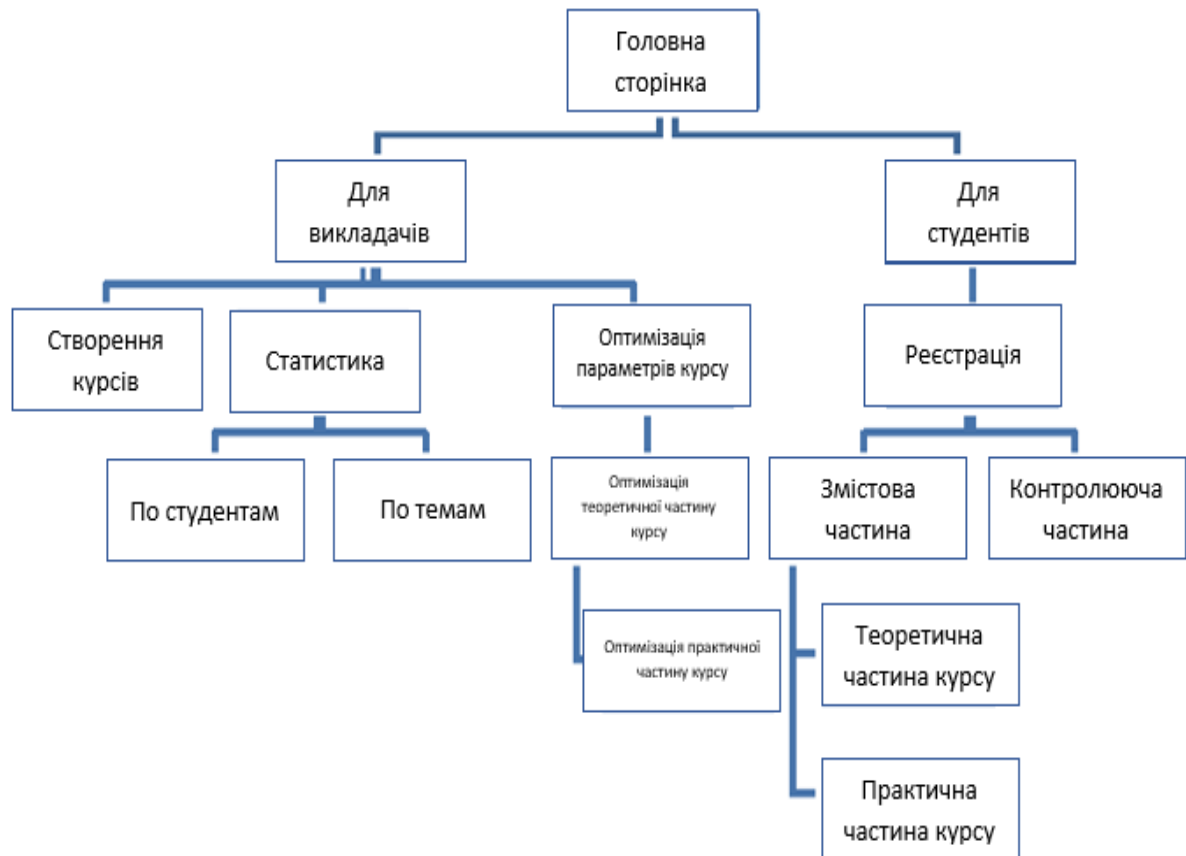 Головна
сторінка
Для
викладачів
Для
студентів
Створення
курсів
Статистика
Оптимізація
параметрів курсу
Реєстрація
По студентам
По темам
Оптимізація
теоретичної частину
курсу
Змістова
частина
Контролююча
частина
Оптимізація практичної
частину курсу
Теоретична
частина курсу
Практична
частина курсу